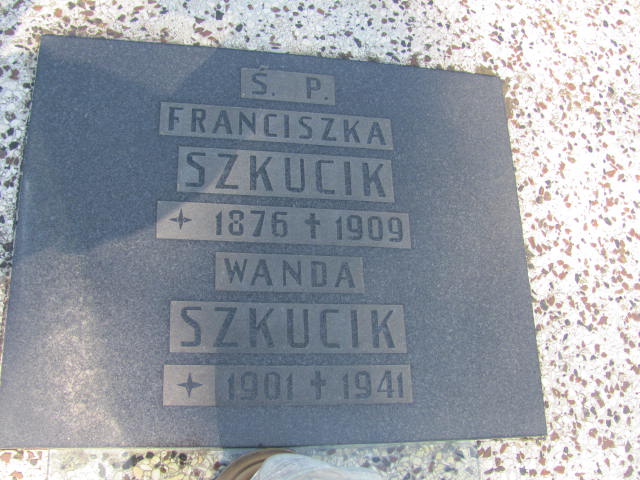 Ś. P.
FRANCISZKA
SZKUCIK
✦ 1876 ✝ 1909
WANDA
SZKUCIK
✦ 1901 ✝ 1941